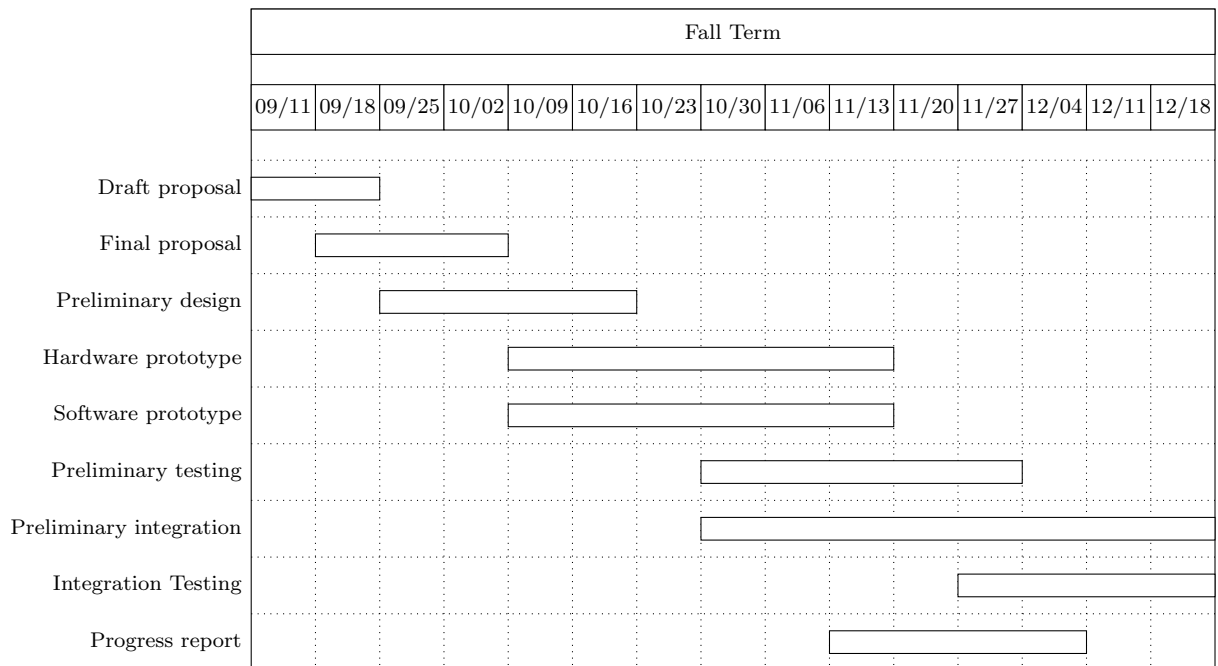 Fall Term
09/11 09/18 09/25 10/02 10/09 10/16 10/23 10/30 11/06 11/13 11/20 11/27 12/04 12/11 12/18
Draft proposal
Final proposal
Preliminary design
Hardware prototype
Software prototype
Preliminary testing
Preliminary integration
Integration Testing
Progress report